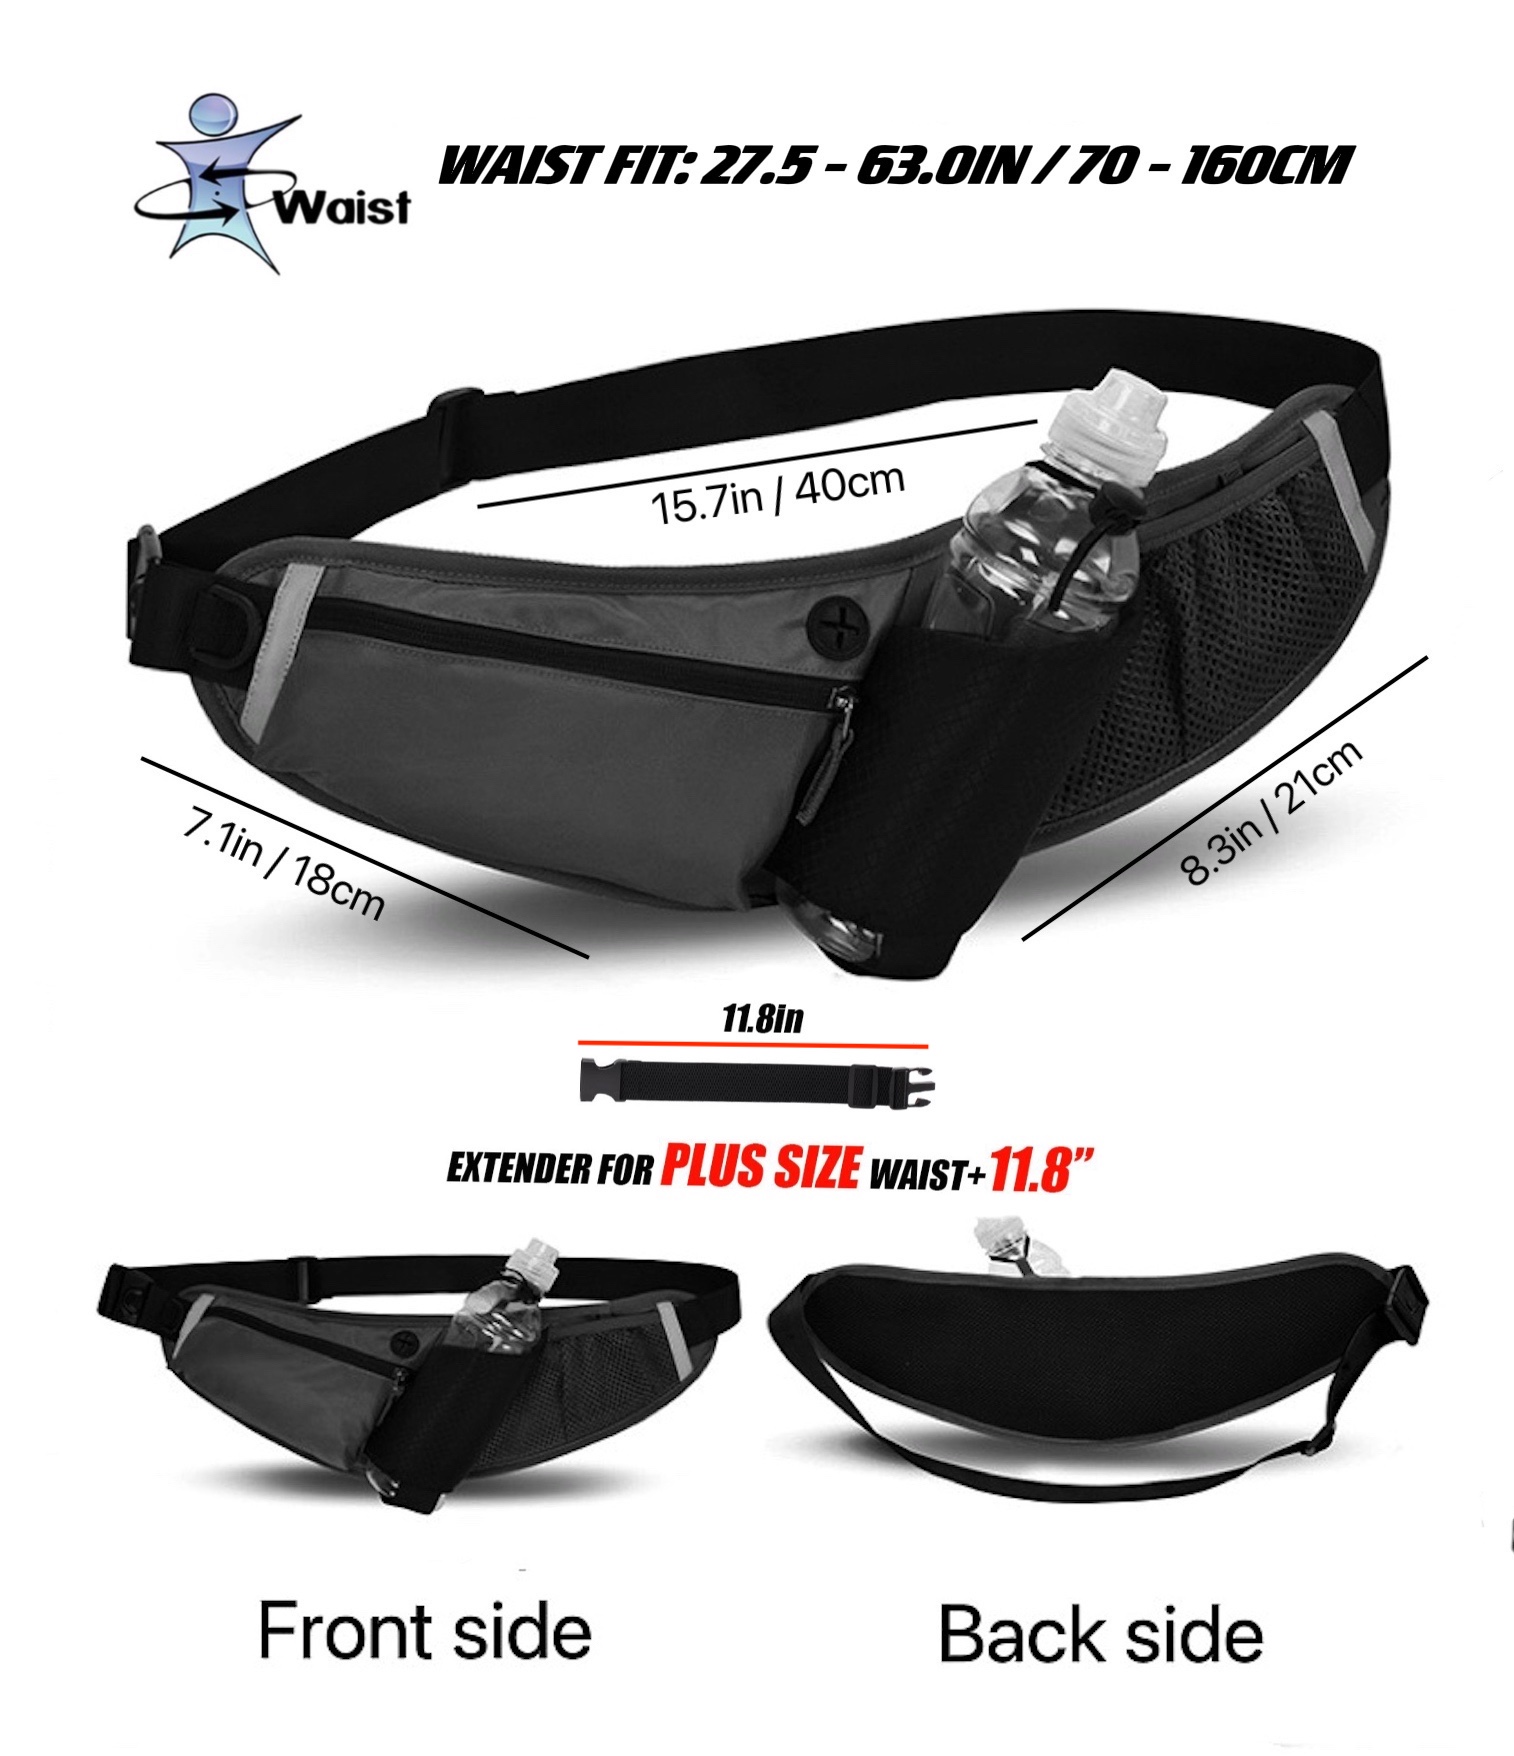 Waist
WAIST FIT: 27.5 - 63.0IN / 70 - 160CM
15.7in / 40cm
7.1in / 18cm
8.3in / 21cm
11.8in
EXTENDER FOR PLUS SIZE WAIST+11.8”
Front side
Back side